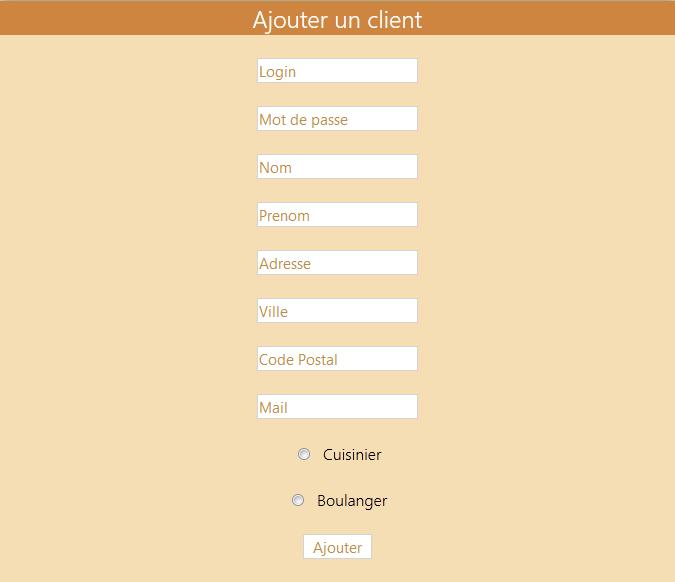 Ajouter un client
Login
Mot de passe
Nom
Prenom
Adresse
Ville
Code Postal
Mail
Cuisinier
Boulanger
Ajouter